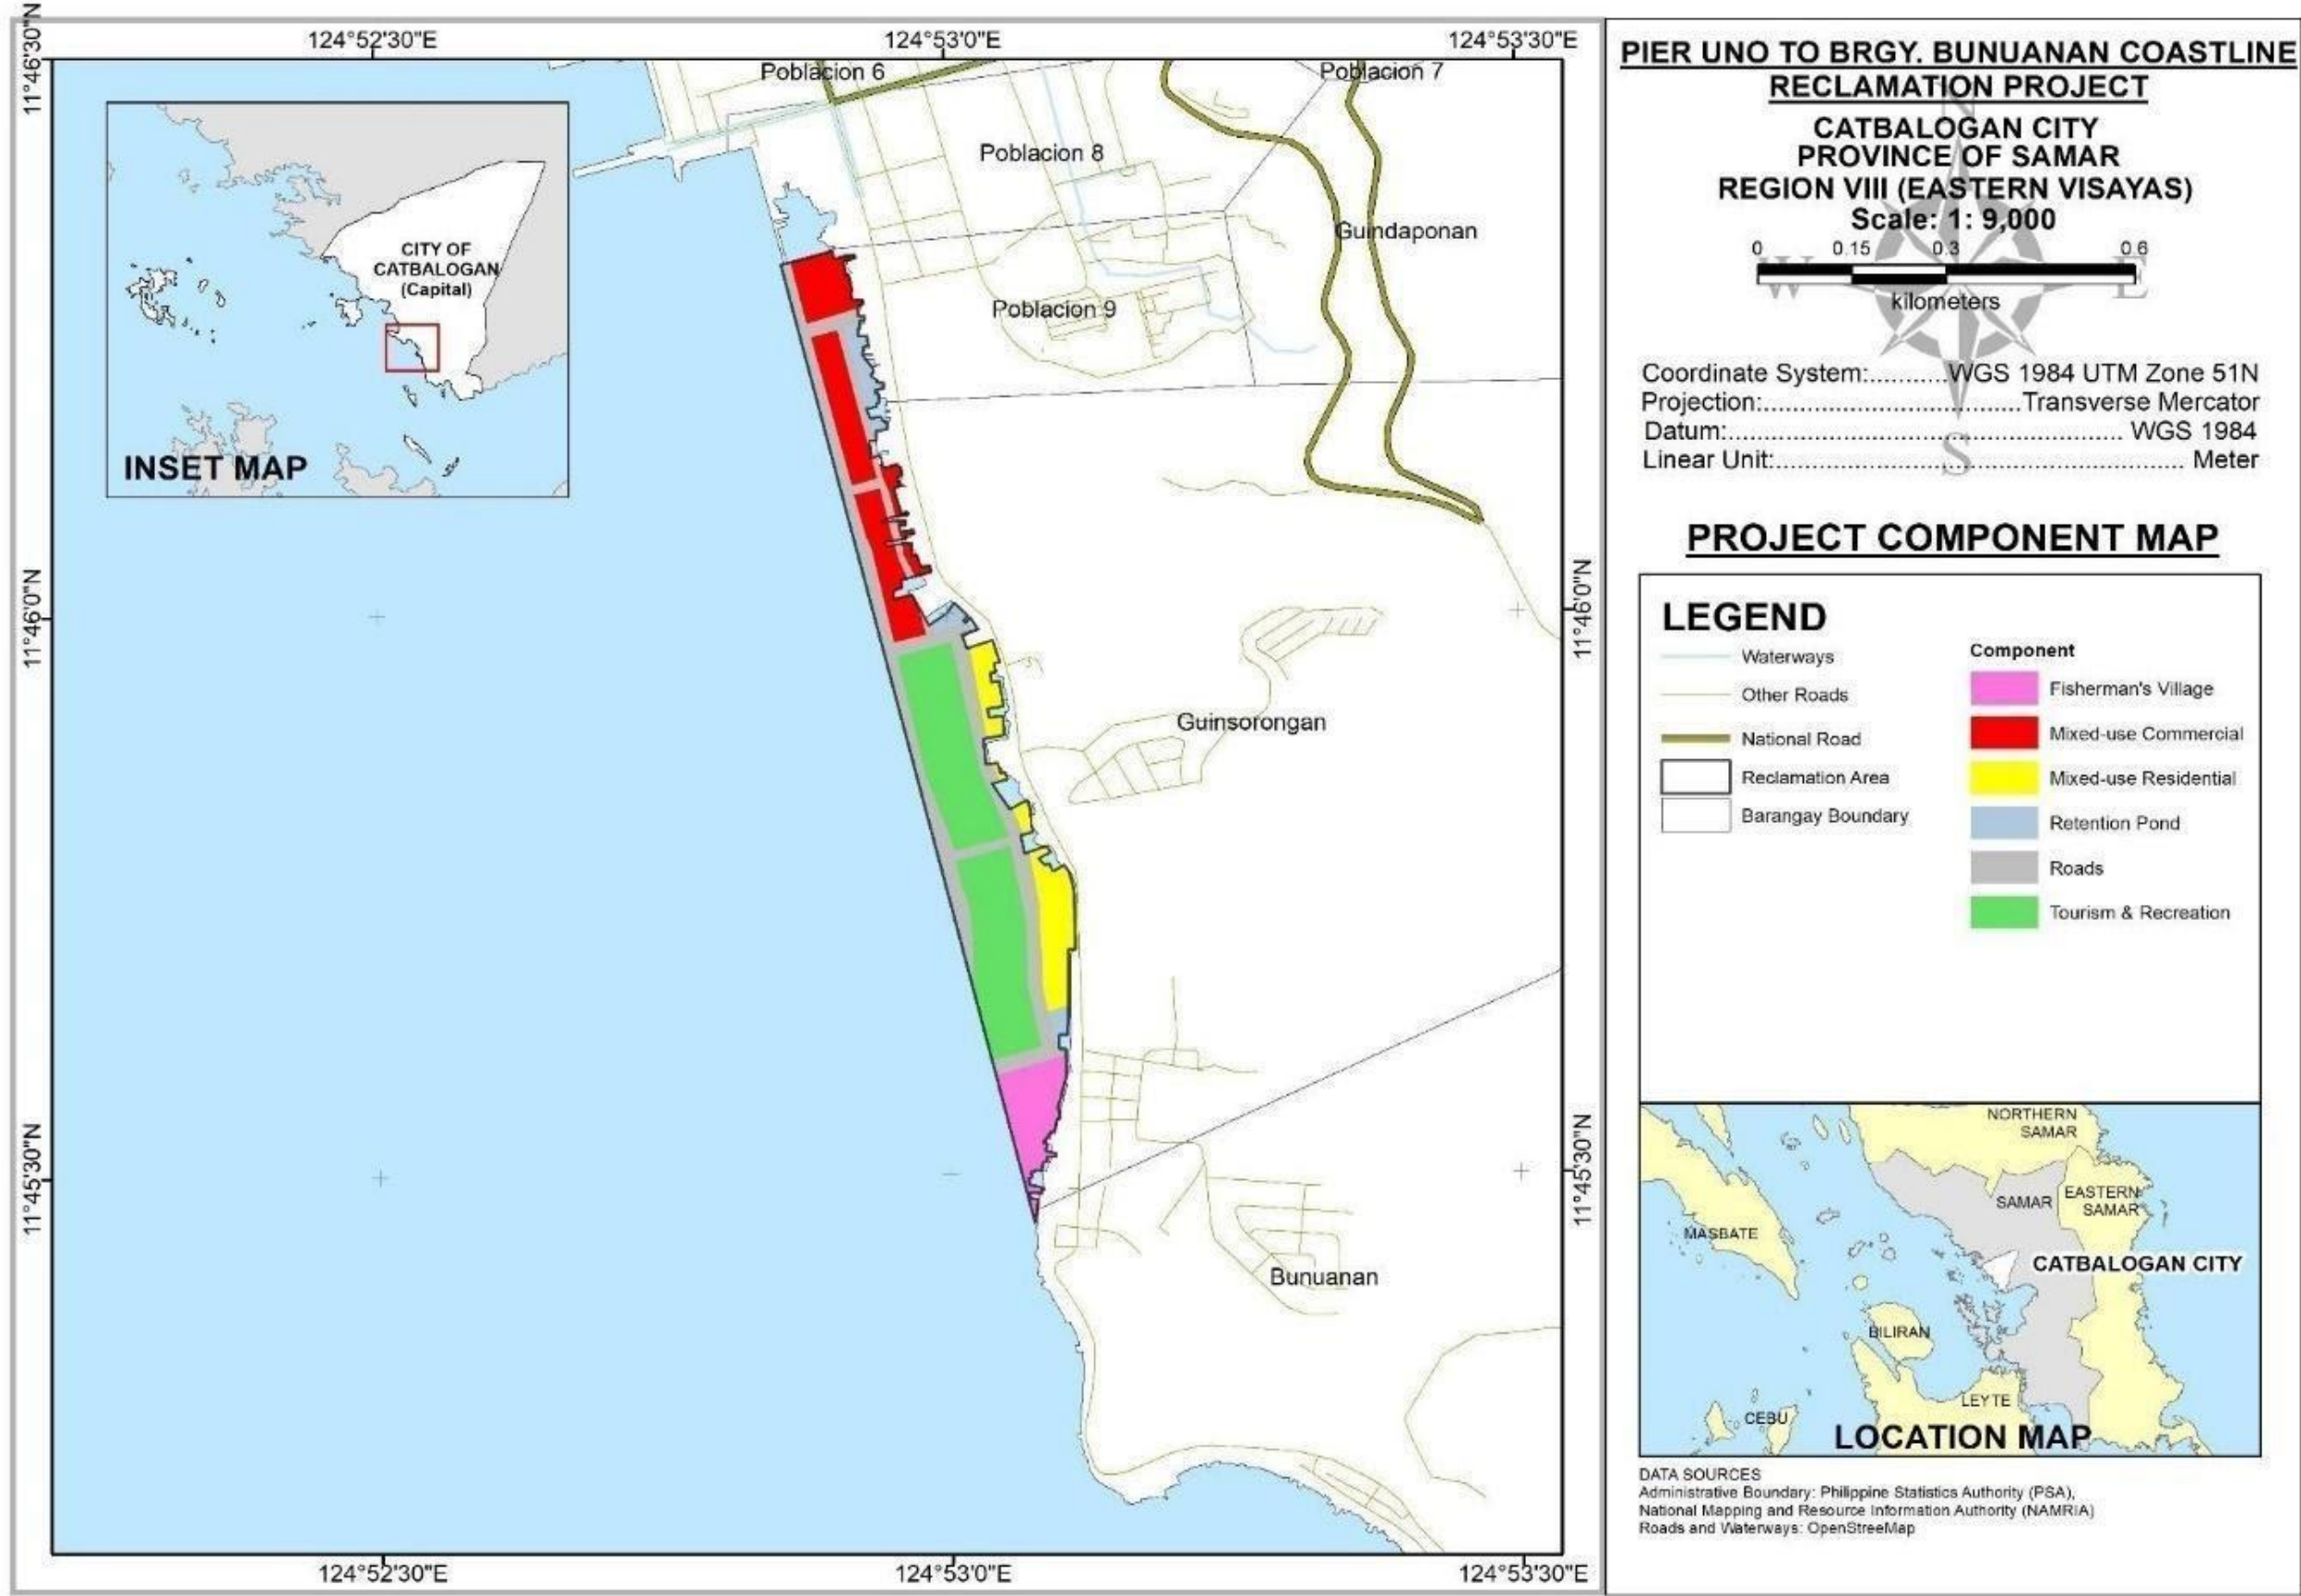 124°52'30"E
124°53'0"E
124°53'30"E
11°46'30"N
11°46'0"N
11°45'30"N
Poblacion 6
Poblacion 7
Poblacion 8
Guindaponan
Poblacion 9
Guinsorongan
Bunuanan
CITY OF
CATBALOGAN
(Capital)
INSET MAP
11°46'0"N
11°45'30"N
124°52'30"E
124°53'0"E
124°53'30"E
PIER UNO TO BRGY. BUNUANAN COASTLINE
RECLAMATION PROJECT
CATBALOGAN CITY
PROVINCE OF SAMAR
REGION VIII (EASTERN VISAYAS)
Scale: 1: 9,000
0 0.15 0.3 0.6
kilometers
N
W
E
S
Coordinate System:...........WGS 1984 UTM Zone 51N
Projection:....................................Transverse Mercator
Datum:....................................................... WGS 1984
Linear Unit:......................................................... Meter
PROJECT COMPONENT MAP
LEGEND
Waterways
Other Roads
National Road
Reclamation Area
Barangay Boundary
Component
Fisherman's Village
Mixed-use Commercial
Mixed-use Residential
Retention Pond
Roads
Tourism & Recreation
NORTHERN
SAMAR
SAMAR
EASTERN
SAMAR
MASBATE
CATBALOGAN CITY
BILIRAN
LEYTE
CEBU
LOCATION MAP
DATA SOURCES
Administrative Boundary: Philippine Statistics Authority (PSA),
National Mapping and Resource Information Authority (NAMRIA)
Roads and Waterways: OpenStreeMap